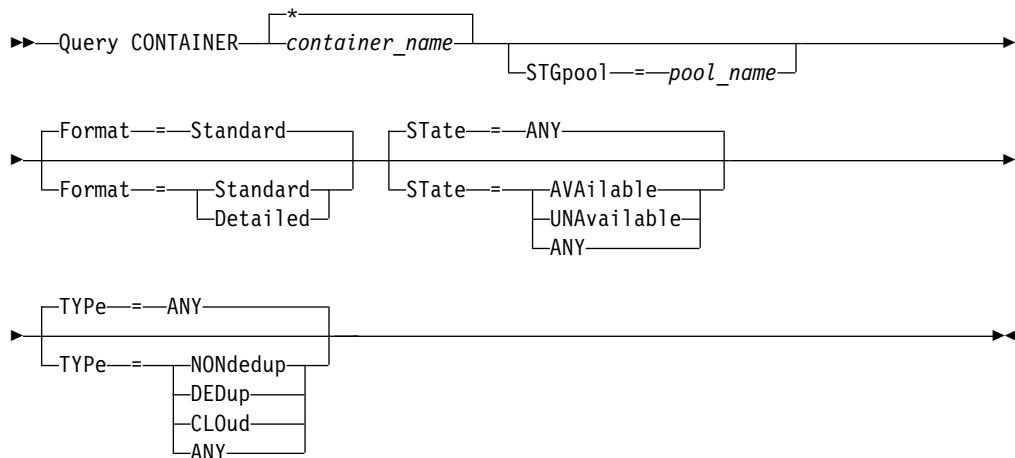 *
Query CONTAINER container_name
STGpool = pool_name
Format = Standard STate = ANY
Format = Standard STate = AVAilable
Detailed UNAvailable
ANY
TYPe = ANY
TYPe = NONdedup
DEDup
CLOud
ANY